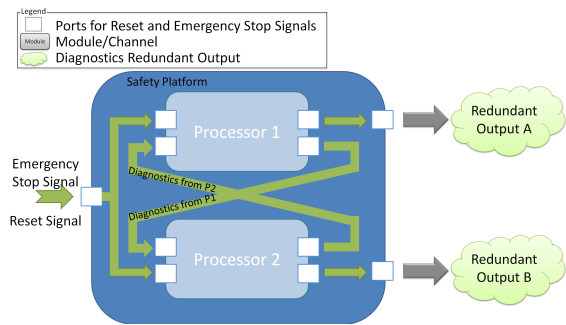 Legend
Ports for Reset and Emergency Stop Signals
Module
Module/Channel
Diagnostics Redundant Output
Safety Platform
Processor 1
Redundant
Output A
Emergency
Stop Signal
Reset Signal
Diagnostics from P2
Diagnostics from P1
Processor 2
Redundant
Output B